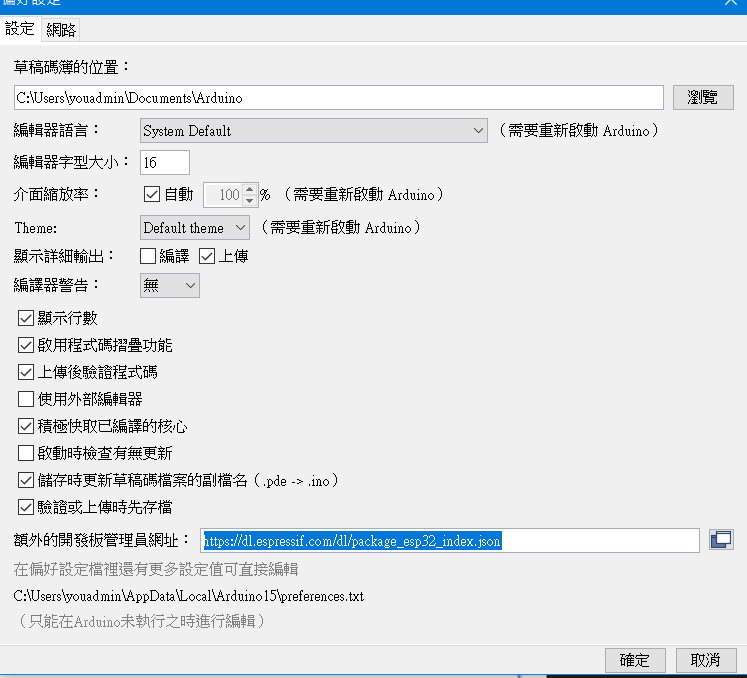 偏好設定
設定 網路
草稿碼簿的位置：
C:\Users\youadmin\Documents\Arduino 瀏覽
編輯器語言： System Default （需要重新啟動 Arduino）
編輯器字型大小： 16
介面縮放率： 自動 100 % （需要重新啟動 Arduino）
Theme: Default theme （需要重新啟動 Arduino）
顯示詳細輸出： 編譯 上傳
編譯器警告： 無
顯示行數
啟用程式碼摺疊功能
上傳後驗證程式碼
使用外部編輯器
積極快取已編譯的核心
啟動時檢查有無更新
儲存時更新草稿碼檔案的副檔名（.pde -> .ino）
驗證或上傳時先存檔
額外的開發板管理員網址： https://dl.espressif.com/dl/package_esp32_index.json
在偏好設定檔裡還有更多設定值可直接編輯
C:\Users\youadmin\AppData\Local\Arduino15\preferences.txt
（只能在Arduino未執行之時進行編輯）
確定 取消